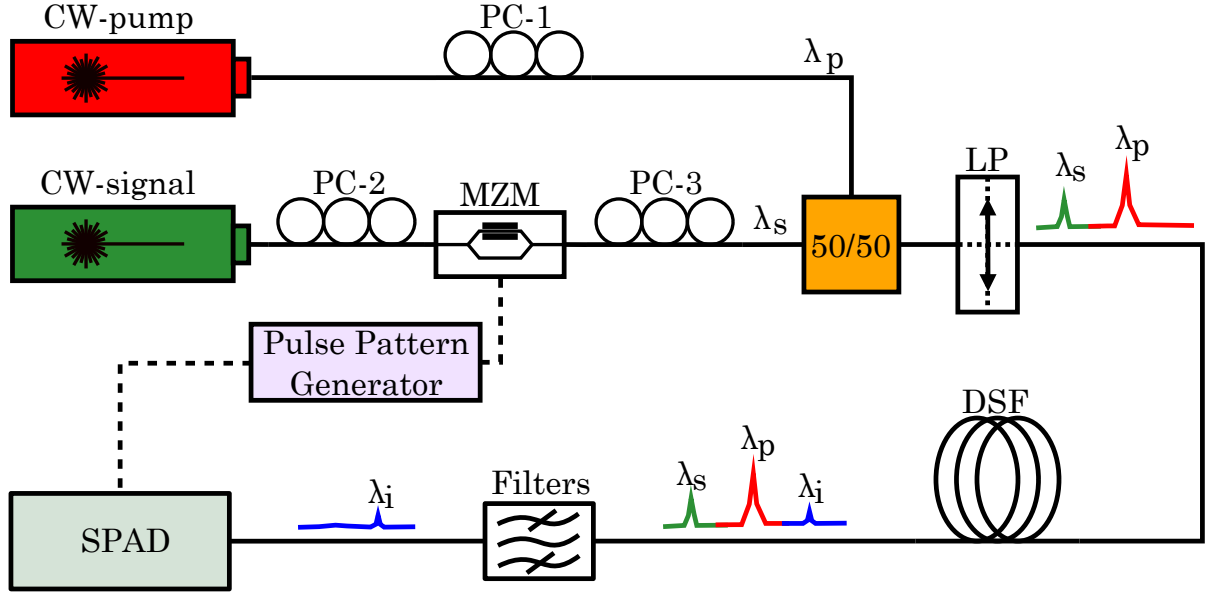 CW-pump
PC-1
λp
CW-signal
PC-2
MZM
PC-3
λs
50/50
LP
λs
λp
Pulse Pattern
Generator
DSF
SPAD
λi
Filters
λs
λp
λi